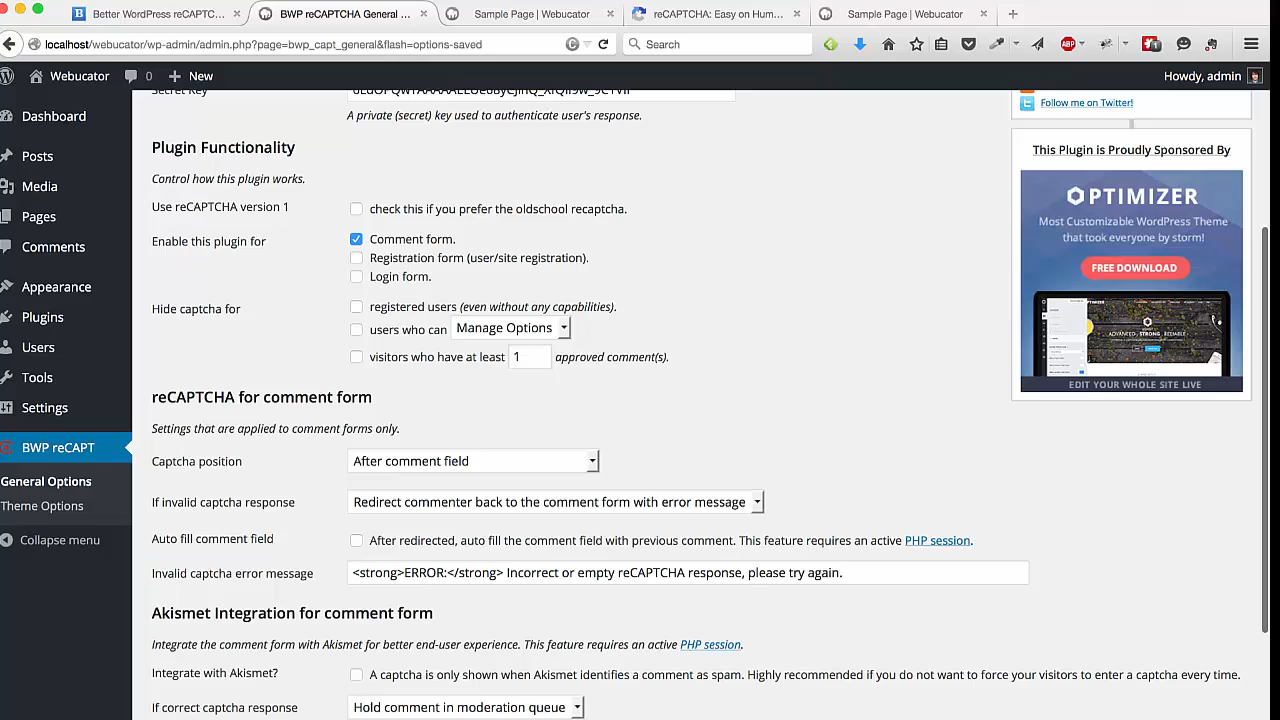 Better WordPress reCAPTC...
BWP reCAPTCHA General ...
Sample Page | Webucator
reCAPTCHA: Easy on Hum...
Sample Page | Webucator
localhost/webucator/wp-admin/admin.php?page=bwp_capt_general&flash=options-saved
Search
ABP
Webucator
0
New
Howdy, admin
Dashboard
Posts
Media
Pages
Comments
Appearance
Plugins
Users
Tools
Settings
BWP reCAPT
General Options
Theme Options
Collapse menu
Secret Key
A private (secret) key used to authenticate user's response.
Plugin Functionality
Control how this plugin works.
Use reCAPTCHA version 1
check this if you prefer the oldschool recaptcha.
Enable this plugin for
Comment form.
Registration form (user/site registration).
Login form.
Hide captcha for
registered users (even without any capabilities).
users who can Manage Options
visitors who have at least 1 approved comment(s).
reCAPTCHA for comment form
Settings that are applied to comment forms only.
Captcha position
After comment field
If invalid captcha response
Redirect commenter back to the comment form with error message
Auto fill comment field
After redirected, auto fill the comment field with previous comment. This feature requires an active PHP session.
Invalid captcha error message
<strong>ERROR:</strong> Incorrect or empty reCAPTCHA response, please try again.
Akismet Integration for comment form
Integrate the comment form with Akismet for better end-user experience. This feature requires an active PHP session.
Integrate with Akismet?
A captcha is only shown when Akismet identifies a comment as spam. Highly recommended if you do not want to force your visitors to enter a captcha every time.
If correct captcha response
Hold comment in moderation queue
Follow me on Twitter!
This Plugin is Proudly Sponsored By
OPTIMIZER
Most Customizable WordPress Theme
that took everyone by storm!
FREE DOWNLOAD
EDIT YOUR WHOLE SITE LIVE